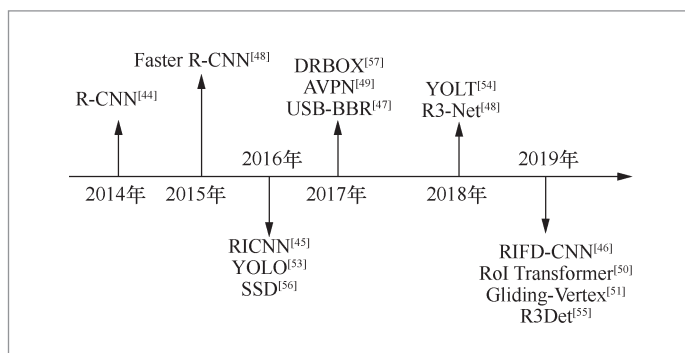 Faster R-CNN[48]
R-CNN[44]
DRBOX[57]
AVPN[49]
USB-BBR[47]
YOLT[54]
R3-Net[48]
2016年
2019年
2014年
2015年
2017年
2018年
RICNN[45]
YOLO[53]
SSD[56]
RIFD-CNN[46]
RoI Transformer[50]
Gliding-Vertex[51]
R3Det[55]